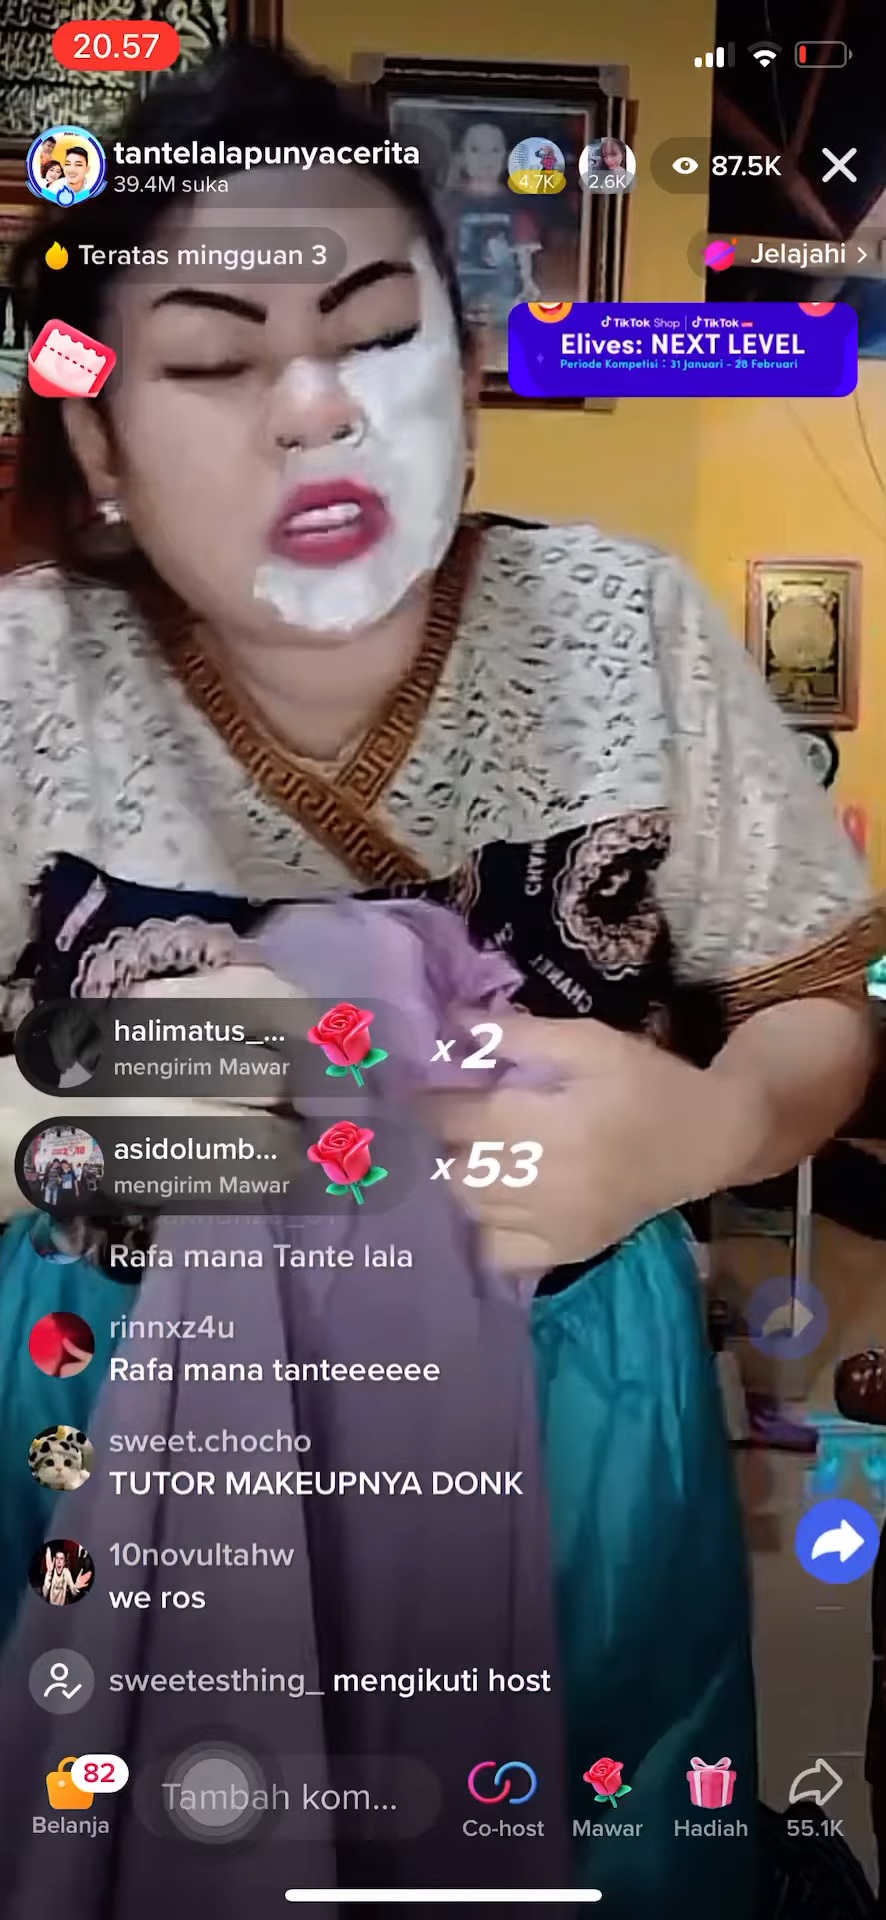 20.57
tantelalapunyacerita
39.4M suka
4.7K
2.6K
87.5K
Teratas mingguan 3
Jelajahi >
TikTok Shop | TikTok
Elives: NEXT LEVEL
Periode Kompetisi : 31 Januari - 28 Februari
CHANEL
halimatus_...
mengirim Mawar
x2
asidolumb...
mengirim Mawar
x53
Rafa mana Tante lala
rinnxz4u
Rafa mana tanteeeeee
sweet.chocho
TUTOR MAKEUPNYA DONK
10novultahw
we ros
sweetesthing_ mengikuti host
82
Belanja
Tambah kom...
Co-host
Mawar
Hadiah
55.1K